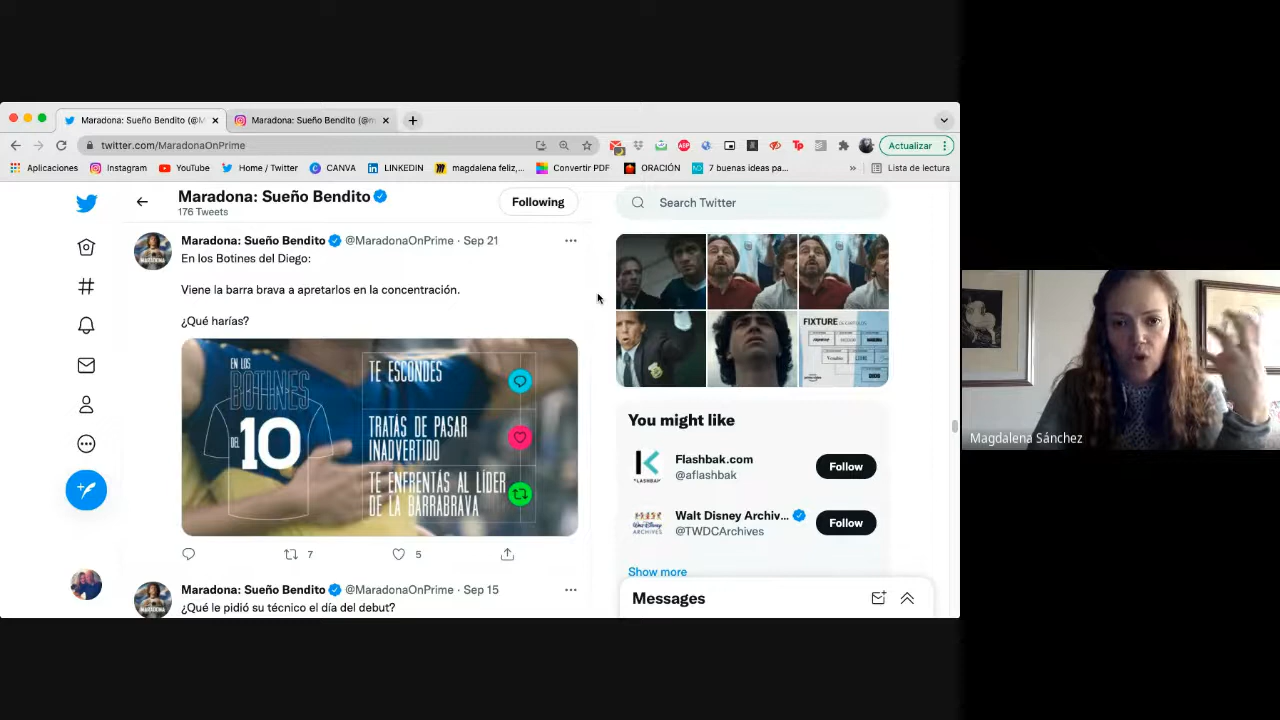 Maradona: Sueño Bendito (@M
Maradona: Sueño Bendito (@m
twitter.com/MaradonaOnPrime
Actualizar
Aplicaciones
Instagram
YouTube
Home / Twitter
CANVA
LINKEDIN
magdalena feliz,...
Convertir PDF
ORACIÓN
7 buenas ideas pa...
»
Lista de lectura
Maradona: Sueño Bendito
176 Tweets
Following
Search Twitter
Maradona: Sueño Bendito @MaradonaOnPrime · Sep 21
En los Botines del Diego:
Viene la barra brava a apretarlos en la concentración.
¿Qué harías?
EN LOS
BOTINES
DEL 10
TE ESCONDES
TRATÁS DE PASAR
INADVERTIDO
TE ENFRENTÁS AL LÍDER
DE LA BARRABRAVA
7
5
Maradona: Sueño Bendito @MaradonaOnPrime · Sep 15
¿Qué le pidió su técnico el día del debut?
FIXTURE
You might like
Flashbak.com
@aflashbak
Follow
Walt Disney Archiv...
@TWDCArchives
Follow
Show more
Messages
Magdalena Sánchez